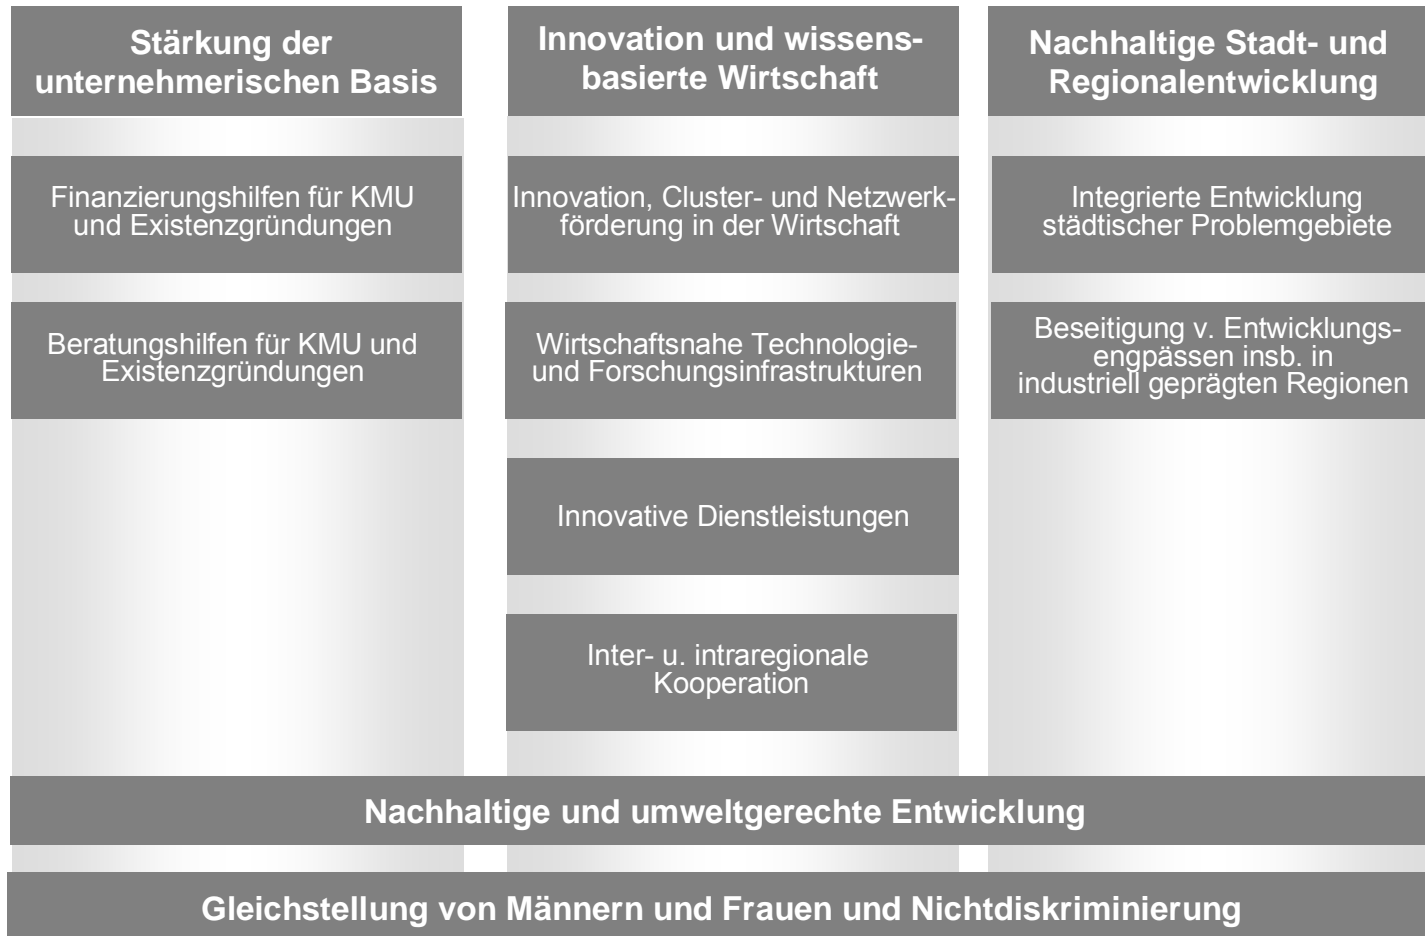 Stärkung der
unternehmerischen Basis
Finanzierungshilfen für KMU
und Existenzgründungen
Beratungshilfen für KMU und
Existenzgründungen
Innovation und wissens-
basierte Wirtschaft
Innovation, Cluster- und Netzwerk-
förderung in der Wirtschaft
Wirtschaftsnahe Technologie-
und Forschungsinfrastrukturen
Innovative Dienstleistungen
Inter- u. intraregionale
Kooperation
Nachhaltige Stadt- und
Regionalentwicklung
Integrierte Entwicklung
städtischer Problemgebiete
Beseitigung v. Entwicklungs-
engpässen insb. in
industriell geprägten Regionen
Nachhaltige und umweltgerechte Entwicklung
Gleichstellung von Männern und Frauen und Nichtdiskriminierung